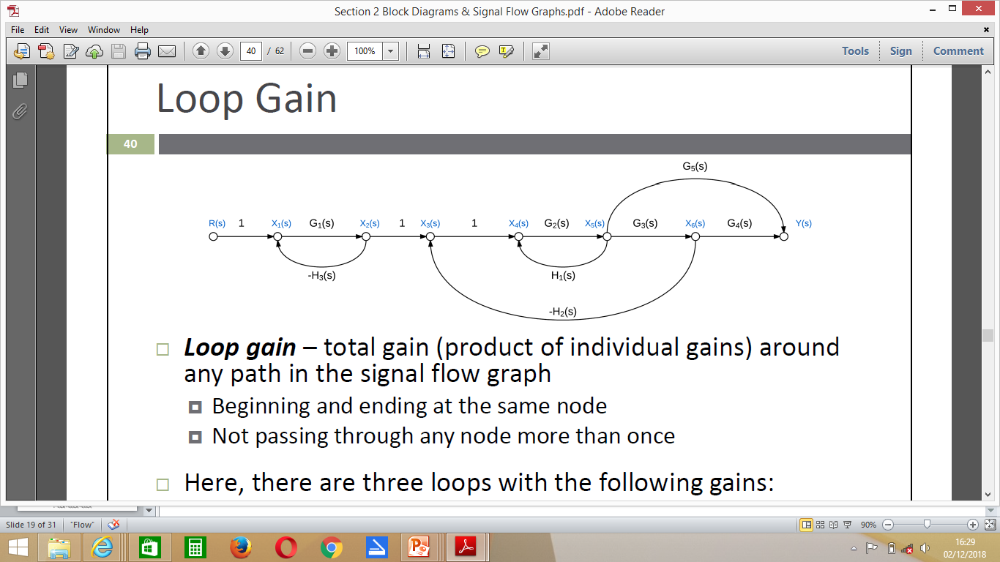 Section 2 Block Diagrams & Signal Flow Graphs.pdf - Adobe Reader
File Edit View Window Help
40 / 62 100% Tools Sign Comment
Loop Gain
40
G5(s)
R(s) 1 X1(s) G1(s) X2(s) 1 X3(s) 1 X4(s) G2(s) X5(s) G3(s) X6(s) G4(s) Y(s)
-H3(s) H1(s)
-H2(s)
Loop gain – total gain (product of individual gains) around
any path in the signal flow graph
Beginning and ending at the same node
Not passing through any node more than once
Here, there are three loops with the following gains:
Slide 19 of 31 "Flow" 90%
16:29
02/12/2018